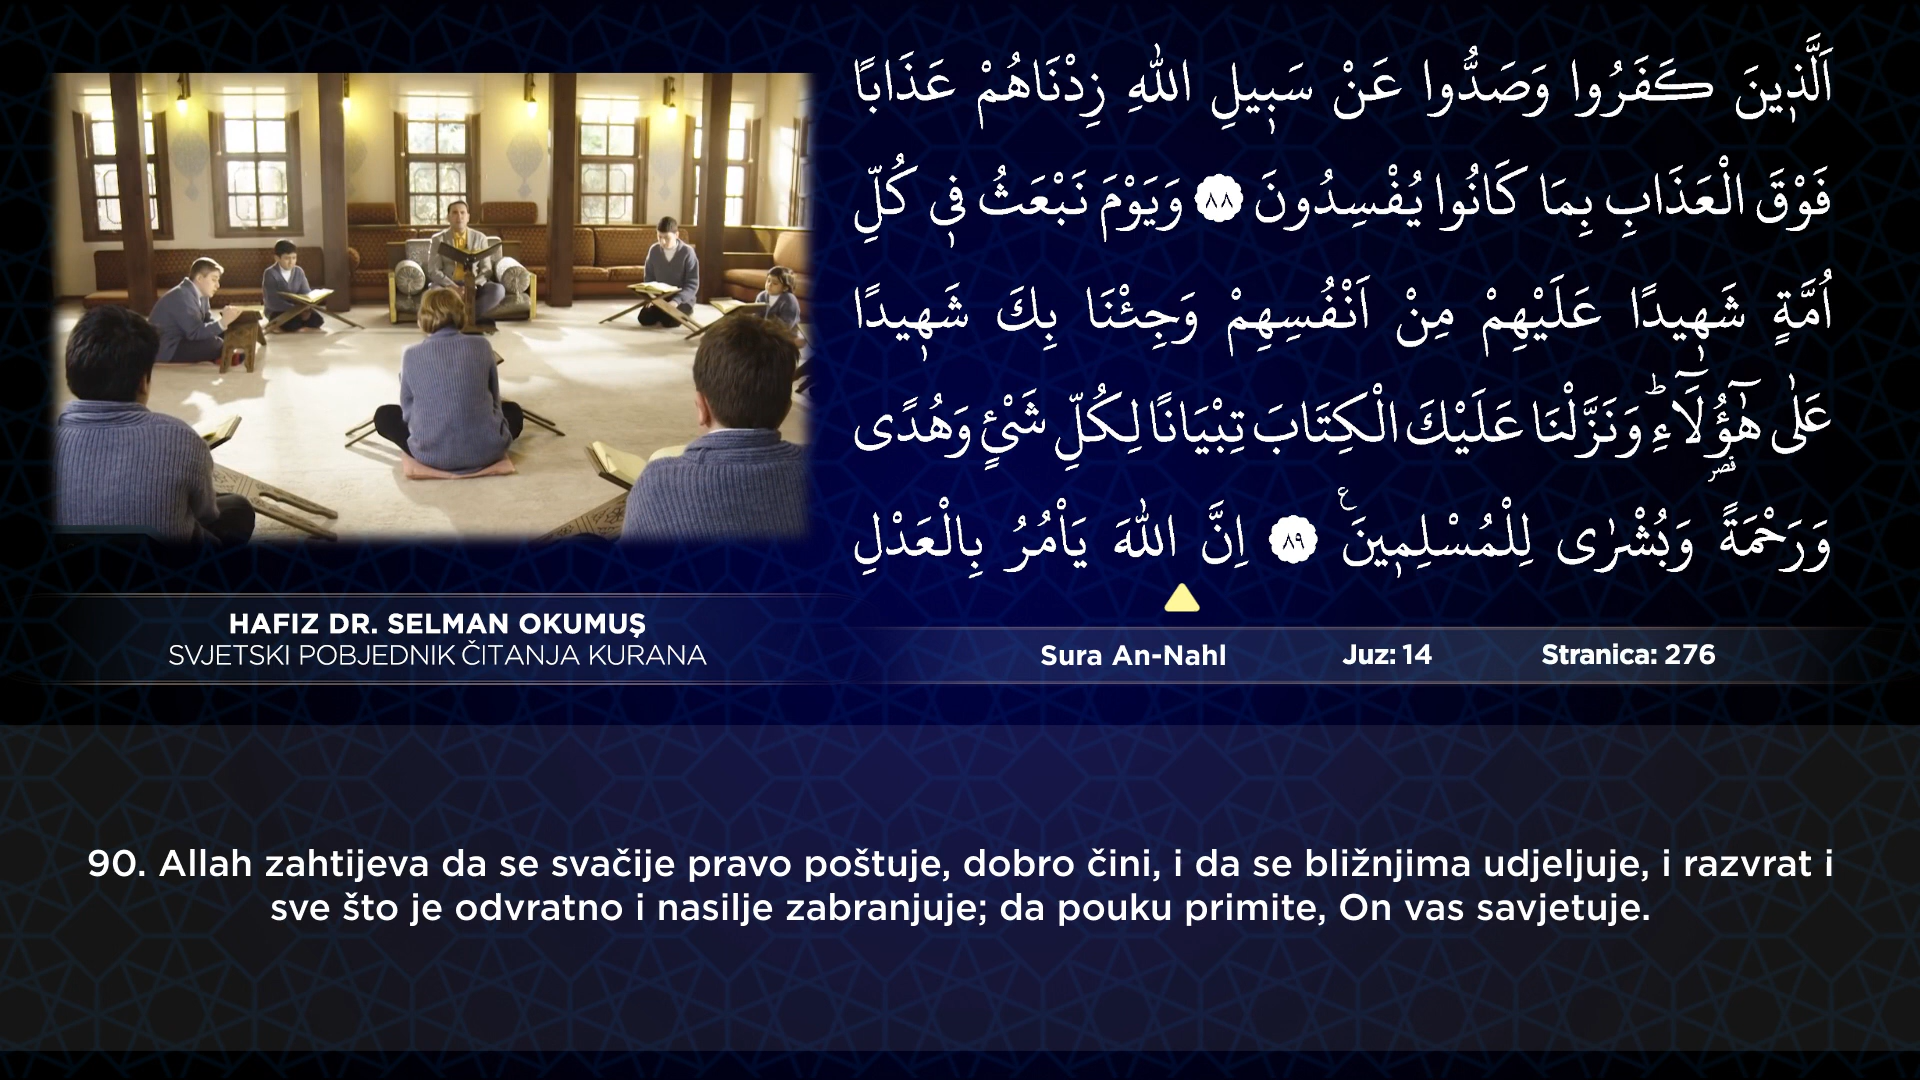 اَلَّذ۪ينَ كَفَرُوا وَصَدُّوا عَنْ سَب۪يلِ اللّٰهِ زِدْنَاهُمْ عَذَابًا
فَوْقَ الْعَذَابِ بِمَا كَانُوا يُفْسِدُونَ ٨٨ وَيَوْمَ نَبْعَثُ ف۪ي كُلِّ
اُمَّةٍ شَه۪يدًا عَلَيْهِمْ مِنْ اَنْفُسِهِمْ وَجِئْنَا بِكَ شَه۪يدًا
عَلٰى هٰٓؤُ۬لَٓاءِۜ وَنَزَّلْنَا عَلَيْكَ الْكِتَابَ تِبْيَانًا لِكُلِّ شَيْءٍ وَهُدًى
قصر
وَرَحْمَةً وَبُشْرٰى لِلْمُسْلِم۪ينَ ع ٨٩ اِنَّ اللّٰهَ يَأْمُرُ بِالْعَدْلِ
HAFIZ DR. SELMAN OKUMUŞ
SVJETSKI POBJEDNIK ČITANJA KURANA
Sura An-Nahl Juz: 14 Stranica: 276
90. Allah zahtijeva da se svačije pravo poštuje, dobro čini, i da se bližnjima udjeljuje, i razvrat i
sve što je odvratno i nasilje zabranjuje; da pouku primite, On vas savjetuje.